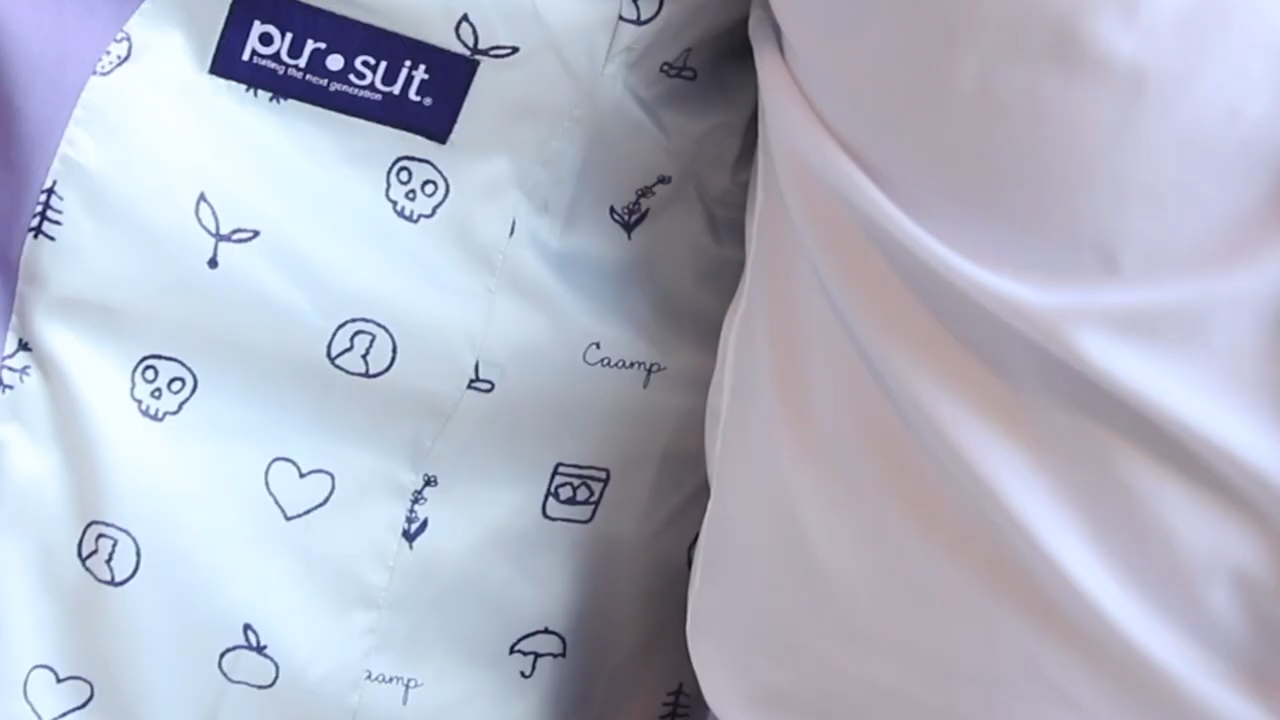 pur•suit®
suiting the next generation
Caamp
aamp